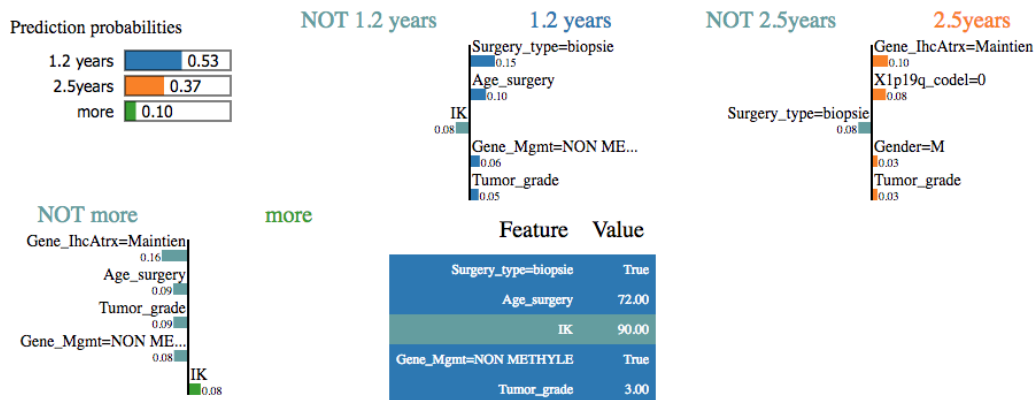 Prediction probabilities
1.2 years 0.53
2.5years 0.37
more 0.10
NOT 1.2 years 1.2 years
Surgery_type=biopsie
0.15
Age_surgery
0.10
IK
0.08
Gene_Mgmt=NON ME...
0.06
Tumor_grade
0.05
NOT 2.5years 2.5years
Gene_IhcAtrx=Maintien
0.10
X1p19q_codel=0
0.08
Surgery_type=biopsie
0.08
Gender=M
0.03
Tumor_grade
0.03
NOT more more
Gene_IhcAtrx=Maintien
0.16
Age_surgery
0.09
Tumor_grade
0.09
Gene_Mgmt=NON ME...
0.08
IK
0.08
Feature Value
Surgery_type=biopsie True
Age_surgery 72.00
IK 90.00
Gene_Mgmt=NON METHYLE True
Tumor_grade 3.00